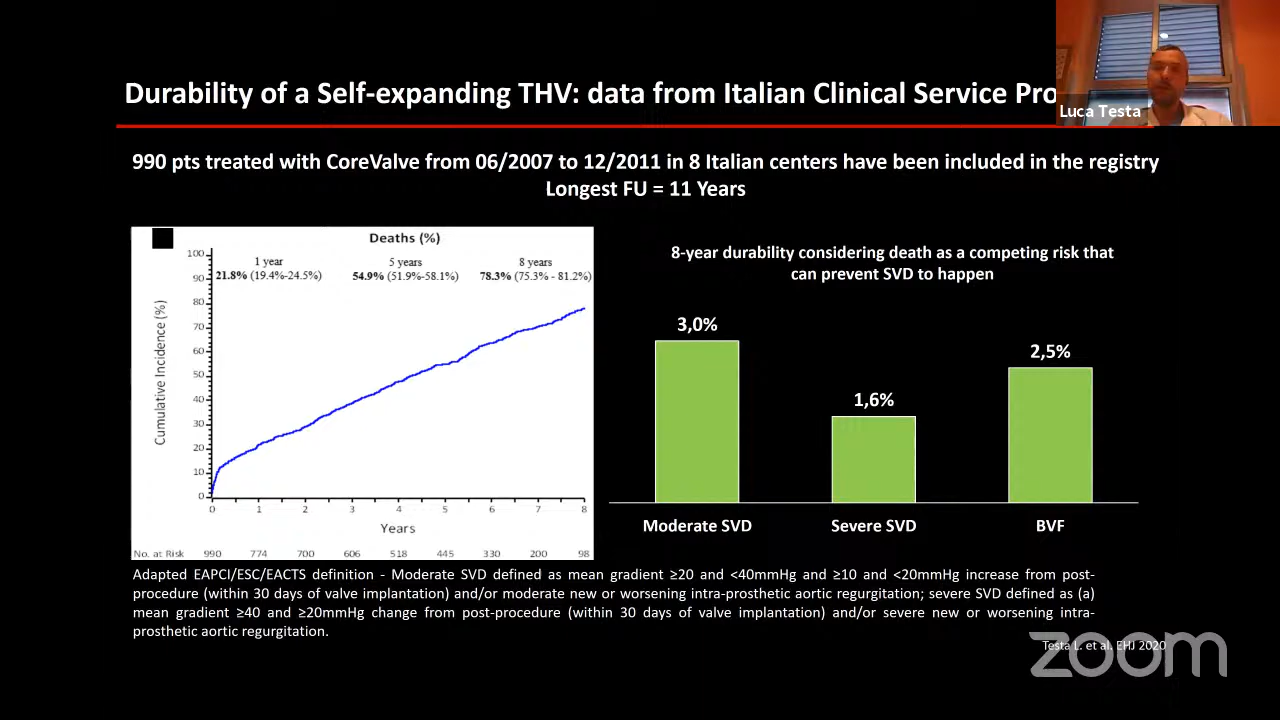 Durability of a Self-expanding THV: data from Italian Clinical Service Pro
Luca Testa
990 pts treated with CoreValve from 06/2007 to 12/2011 in 8 Italian centers have been included in the registry
Longest FU = 11 Years
Deaths (%)
1 year
21.8% (19.4%-24.5%)
5 years
54.9% (51.9%-58.1%)
8 years
78.3% (75.3% - 81.2%)
Cumulative Incidence (%)
100
90
80
70
60
50
40
30
20
10
0
0 1 2 3 4 5 6 7 8
Years
No. at Risk 990 774 700 606 518 445 330 200 98
8-year durability considering death as a competing risk that
can prevent SVD to happen
3,0%
1,6%
2,5%
Moderate SVD
Severe SVD
BVF
Adapted EAPCI/ESC/EACTS definition - Moderate SVD defined as mean gradient ≥20 and <40mmHg and ≥10 and <20mmHg increase from post-
procedure (within 30 days of valve implantation) and/or moderate new or worsening intra-prosthetic aortic regurgitation; severe SVD defined as (a)
mean gradient ≥40 and ≥20mmHg change from post-procedure (within 30 days of valve implantation) and/or severe new or worsening intra-
prosthetic aortic regurgitation.
Testa L. et al. EHJ 2020
zoom